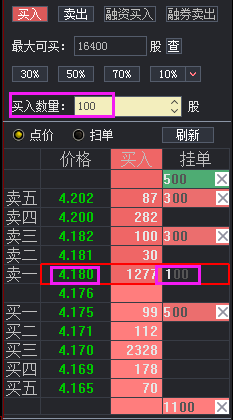 买入 卖出 融资买入 融券卖出
最大可买： 16400 股 查
30% 50% 70% 10%
买入数量： 100 股
点价 扫单 刷新
价格 买入 挂单
500
卖五 4.202 87 300
卖四 4.200 282
卖三 4.182 100 300
卖二 4.181 30
卖一 4.180 1277 100
4.176
买一 4.175 99 500
买二 4.171 112
买三 4.170 2328
买四 4.169 178
买五 4.165 70
1100